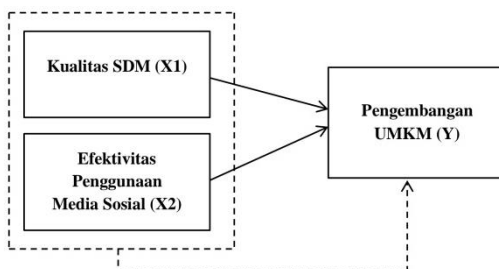 Kualitas SDM (X1)
Efektivitas
Penggunaan
Media Sosial (X2)
Pengembangan
UMKM (Y)